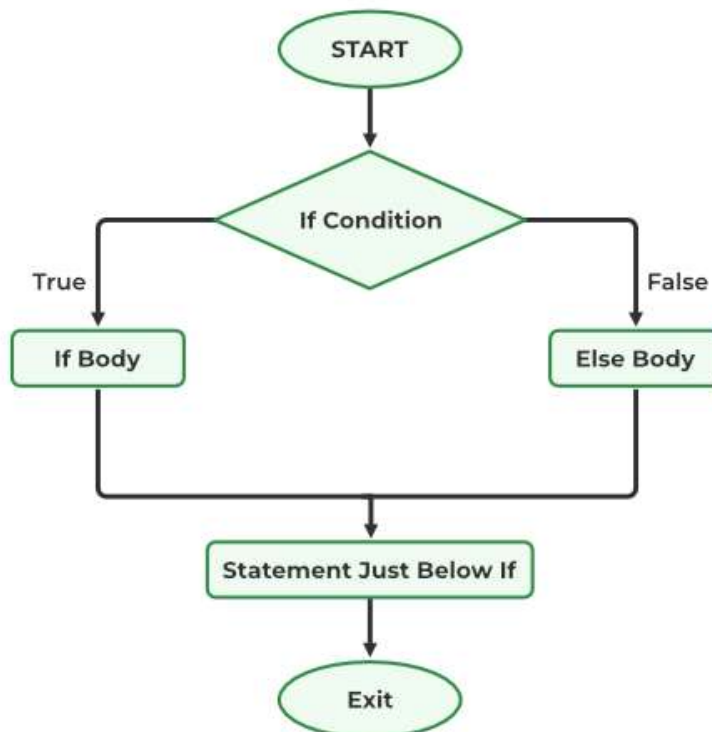 START
If Condition
True
False
If Body
Else Body
Statement Just Below If
Exit